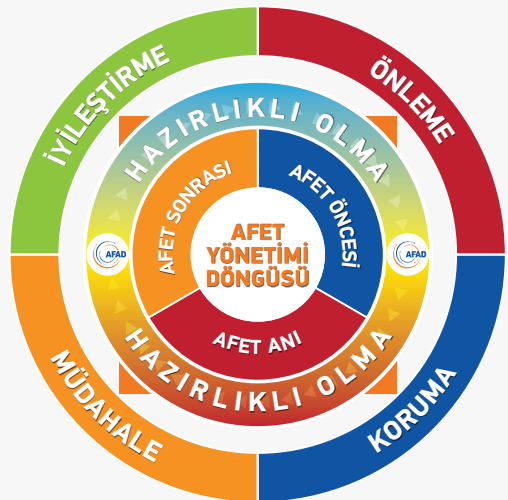 İYİLEŞTİRME
ÖNLEME
HAZIRLIKLI OLMA
AFET SONRASI
AFET ÖNCESİ
AFAD
AFET
YÖNETİMİ
DÖNGÜSÜ
AFAD
AFET ANI
HAZIRLIKLI OLMA
MÜDAHALE
KORUMA